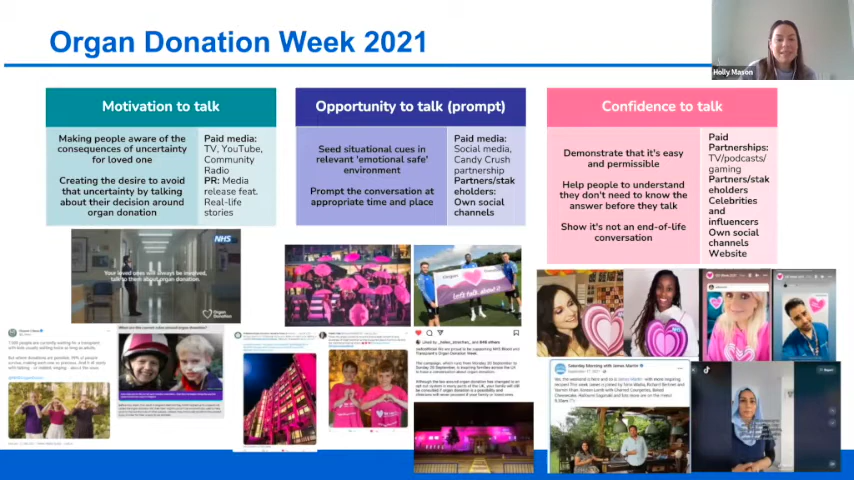 Organ Donation Week 2021
Holly Mason
Motivation to talk
Making people aware of the
consequences of uncertainty
for loved one
Creating the desire to avoid
that uncertainty by talking
about their decision around
organ donation
Paid media:
TV, YouTube,
Community
Radio
PR: Media
release feat.
Real-life
stories
Opportunity to talk (prompt)
Seed situational cues in
relevant 'emotional safe'
environment
Prompt the conversation at
appropriate time and place
Paid media:
Social media,
Candy Crush
partnership
Partners/stak
eholders:
Own social
channels
Confidence to talk
Demonstrate that it's easy
and permissible
Help people to understand
they don't need to know the
answer before they talk
Show it's not an end-of-life
conversation
Paid
Partnerships:
TV/podcasts/
gaming
Partners/stak
eholders
Celebrities
and
influencers
Own social
channels
Website
NHS
Your loved ones will always be involved,
talk to them about organ donation.
Organ
Donation
Organ
Donation
Let's talk about it
Saturday Morning with James Martin